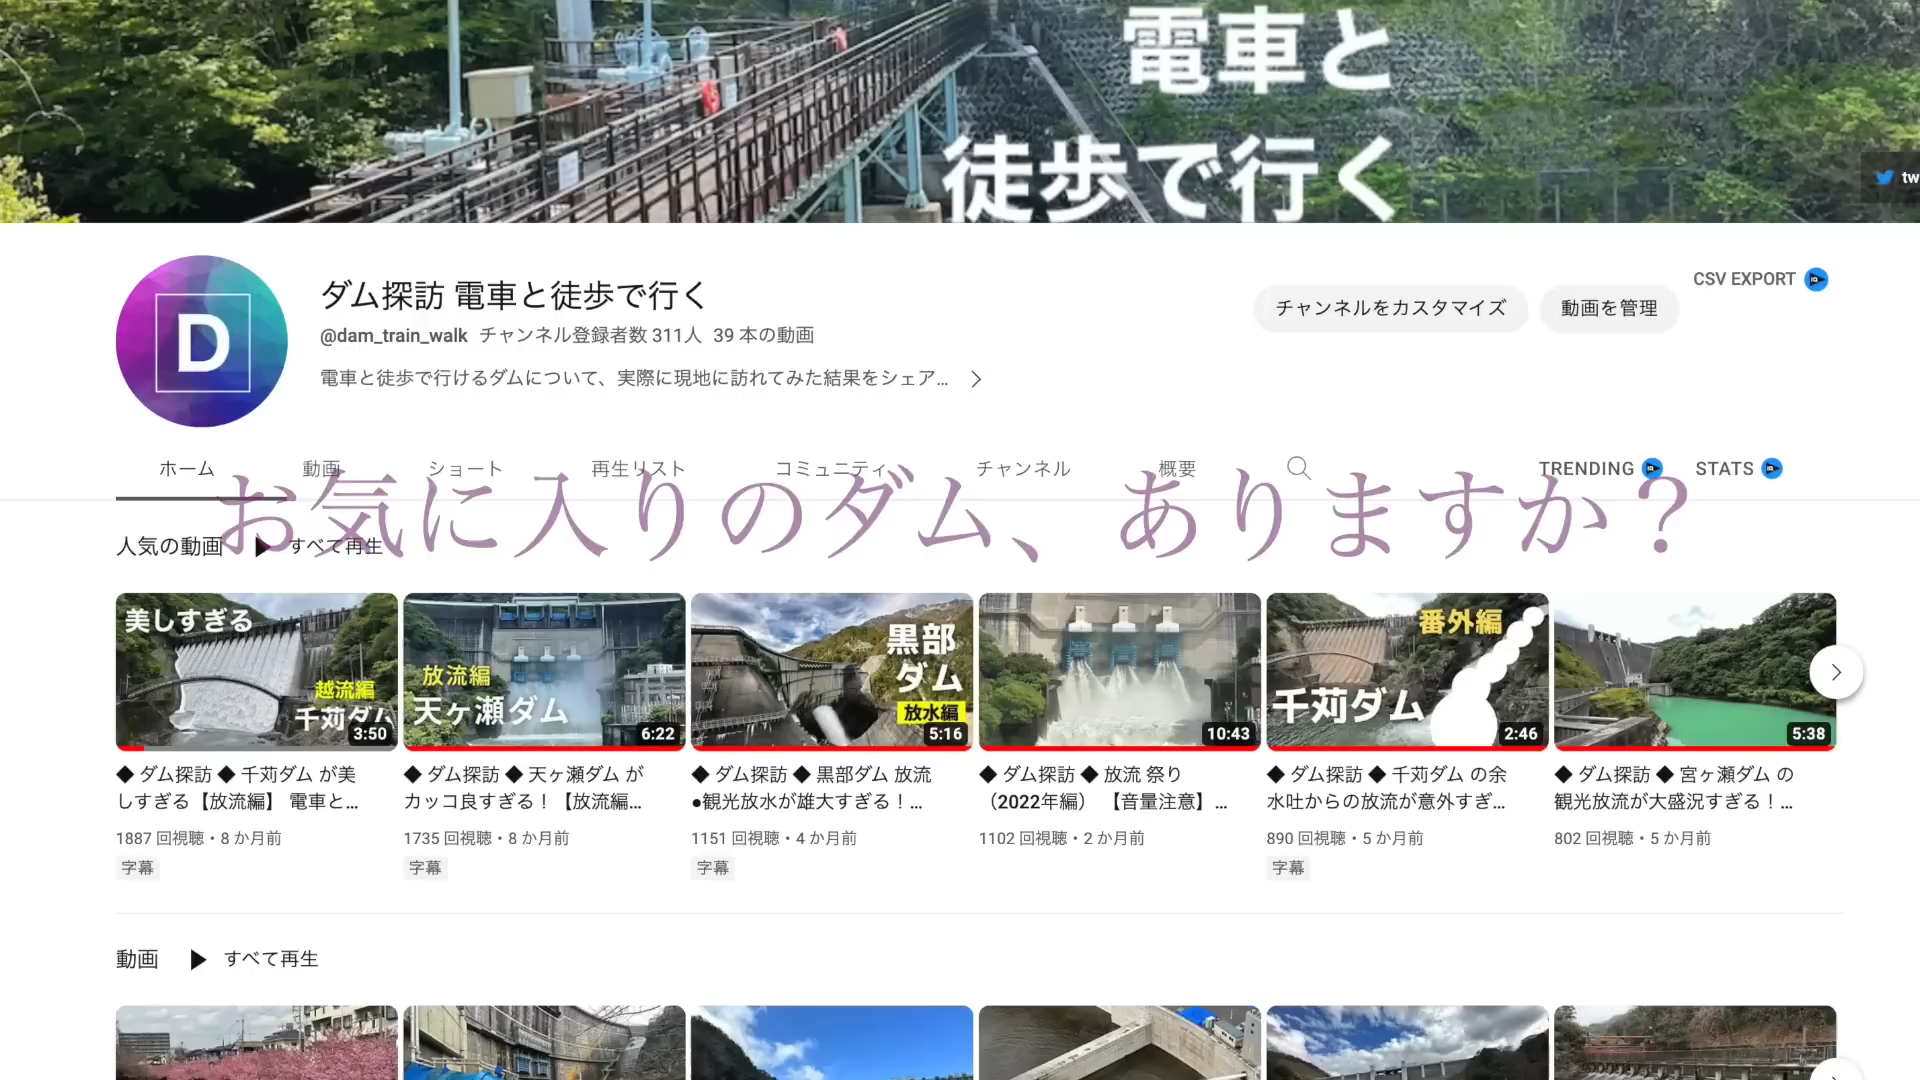 電車と
徒歩で行く
tw
D
ダム探訪 電車と徒歩で行く
@dam_train_walk チャンネル登録者数 311人 39 本の動画
電車と徒歩で行けるダムについて、実際に現地に訪れてみた結果をシェア...
チャンネルをカスタマイズ
動画を管理
CSV EXPORT
ホーム 動画 ショート 再生リスト コミュニティ チャンネル 概要 TRENDING STATS
お気に入りのダム、ありますか？
人気の動画 すべて再生
美しすぎる
越流編
千苅ダム
3:50
放流編
天ヶ瀬ダム
6:22
黒部
ダム
放水編
5:16
10:43
番外編
千苅ダム
2:46
5:38
◆ ダム探訪 ◆ 千苅ダム が美
しすぎる【放流編】 電車と...
1887 回視聴・8 か月前
字幕
◆ ダム探訪 ◆ 天ヶ瀬ダム が
カッコ良すぎる！【放流編...
1735 回視聴・8 か月前
字幕
◆ ダム探訪 ◆ 黒部ダム 放流
●観光放水が雄大すぎる！...
1151 回視聴・4 か月前
字幕
◆ ダム探訪 ◆ 放流 祭り
（2022年編） 【音量注意】...
1102 回視聴・2 か月前
◆ ダム探訪 ◆ 千苅ダム の余
水吐からの放流が意外すぎ...
890 回視聴・5 か月前
字幕
◆ ダム探訪 ◆ 宮ヶ瀬ダム の
観光放流が大盛況すぎる！...
802 回視聴・5 か月前
動画 すべて再生